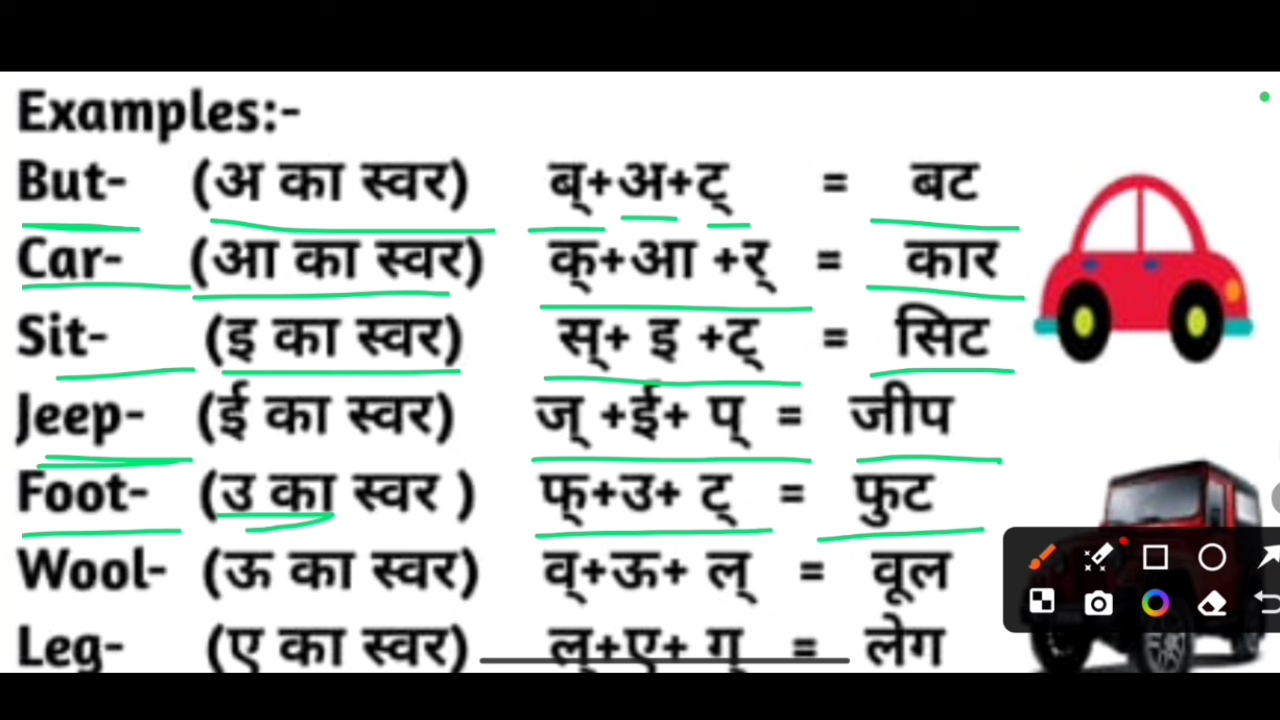 Examples:-
But- (अ का स्वर) ब्+अ+ट् = बट
Car- (आ का स्वर) क्+आ +र् = कार
Sit- (इ का स्वर) स्+ इ +ट् = सिट
Jeep- (ई का स्वर) ज् +ई+ प् = जीप
Foot- (उ का स्वर ) फ्+उ+ ट् = फुट
Wool- (ऊ का स्वर) व्+ऊ+ ल् = वूल
Leg- (ए का स्वर) ल्+ए+ ग् = लेग